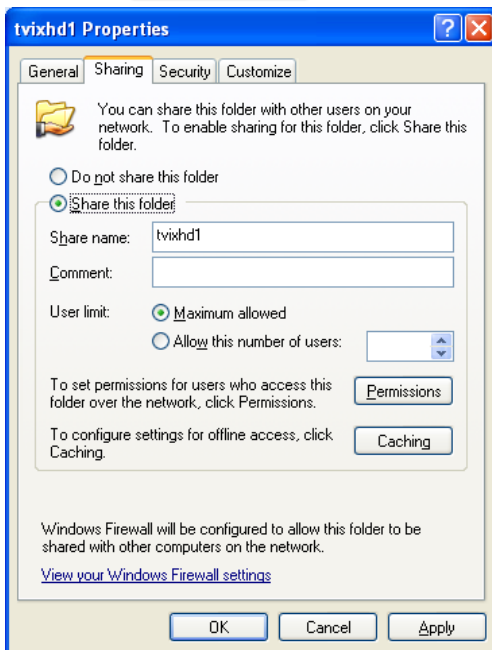 tvixhd1 Properties
General Sharing Security Customize
You can share this folder with other users on your
network. To enable sharing for this folder, click Share this
folder.
Do not share this folder
Share this folder
Share name: tvixhd1
Comment:
User limit: Maximum allowed
Allow this number of users:
To set permissions for users who access this
folder over the network, click Permissions.
Permissions
To configure settings for offline access, click
Caching.
Caching
Windows Firewall will be configured to allow this folder to be
shared with other computers on the network.
View your Windows Firewall settings
OK Cancel Apply